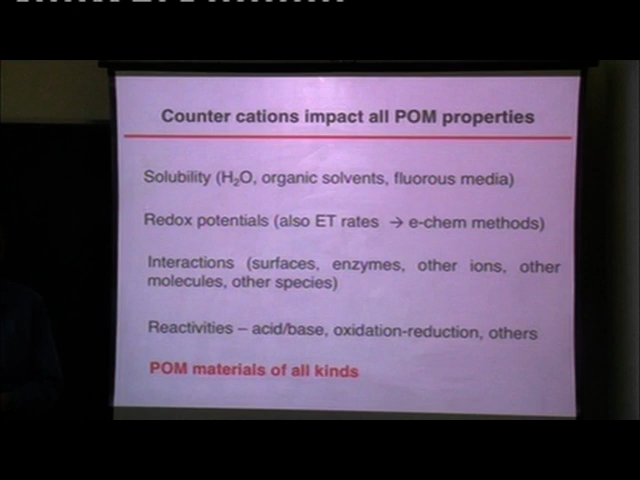 Counter cations impact all POM properties
Solubility (H₂O, organic solvents, fluorous media)
Redox potentials (also ET rates → e-chem methods)
Interactions (surfaces, enzymes, other ions, other
molecules, other species)
Reactivities – acid/base, oxidation-reduction, others
POM materials of all kinds